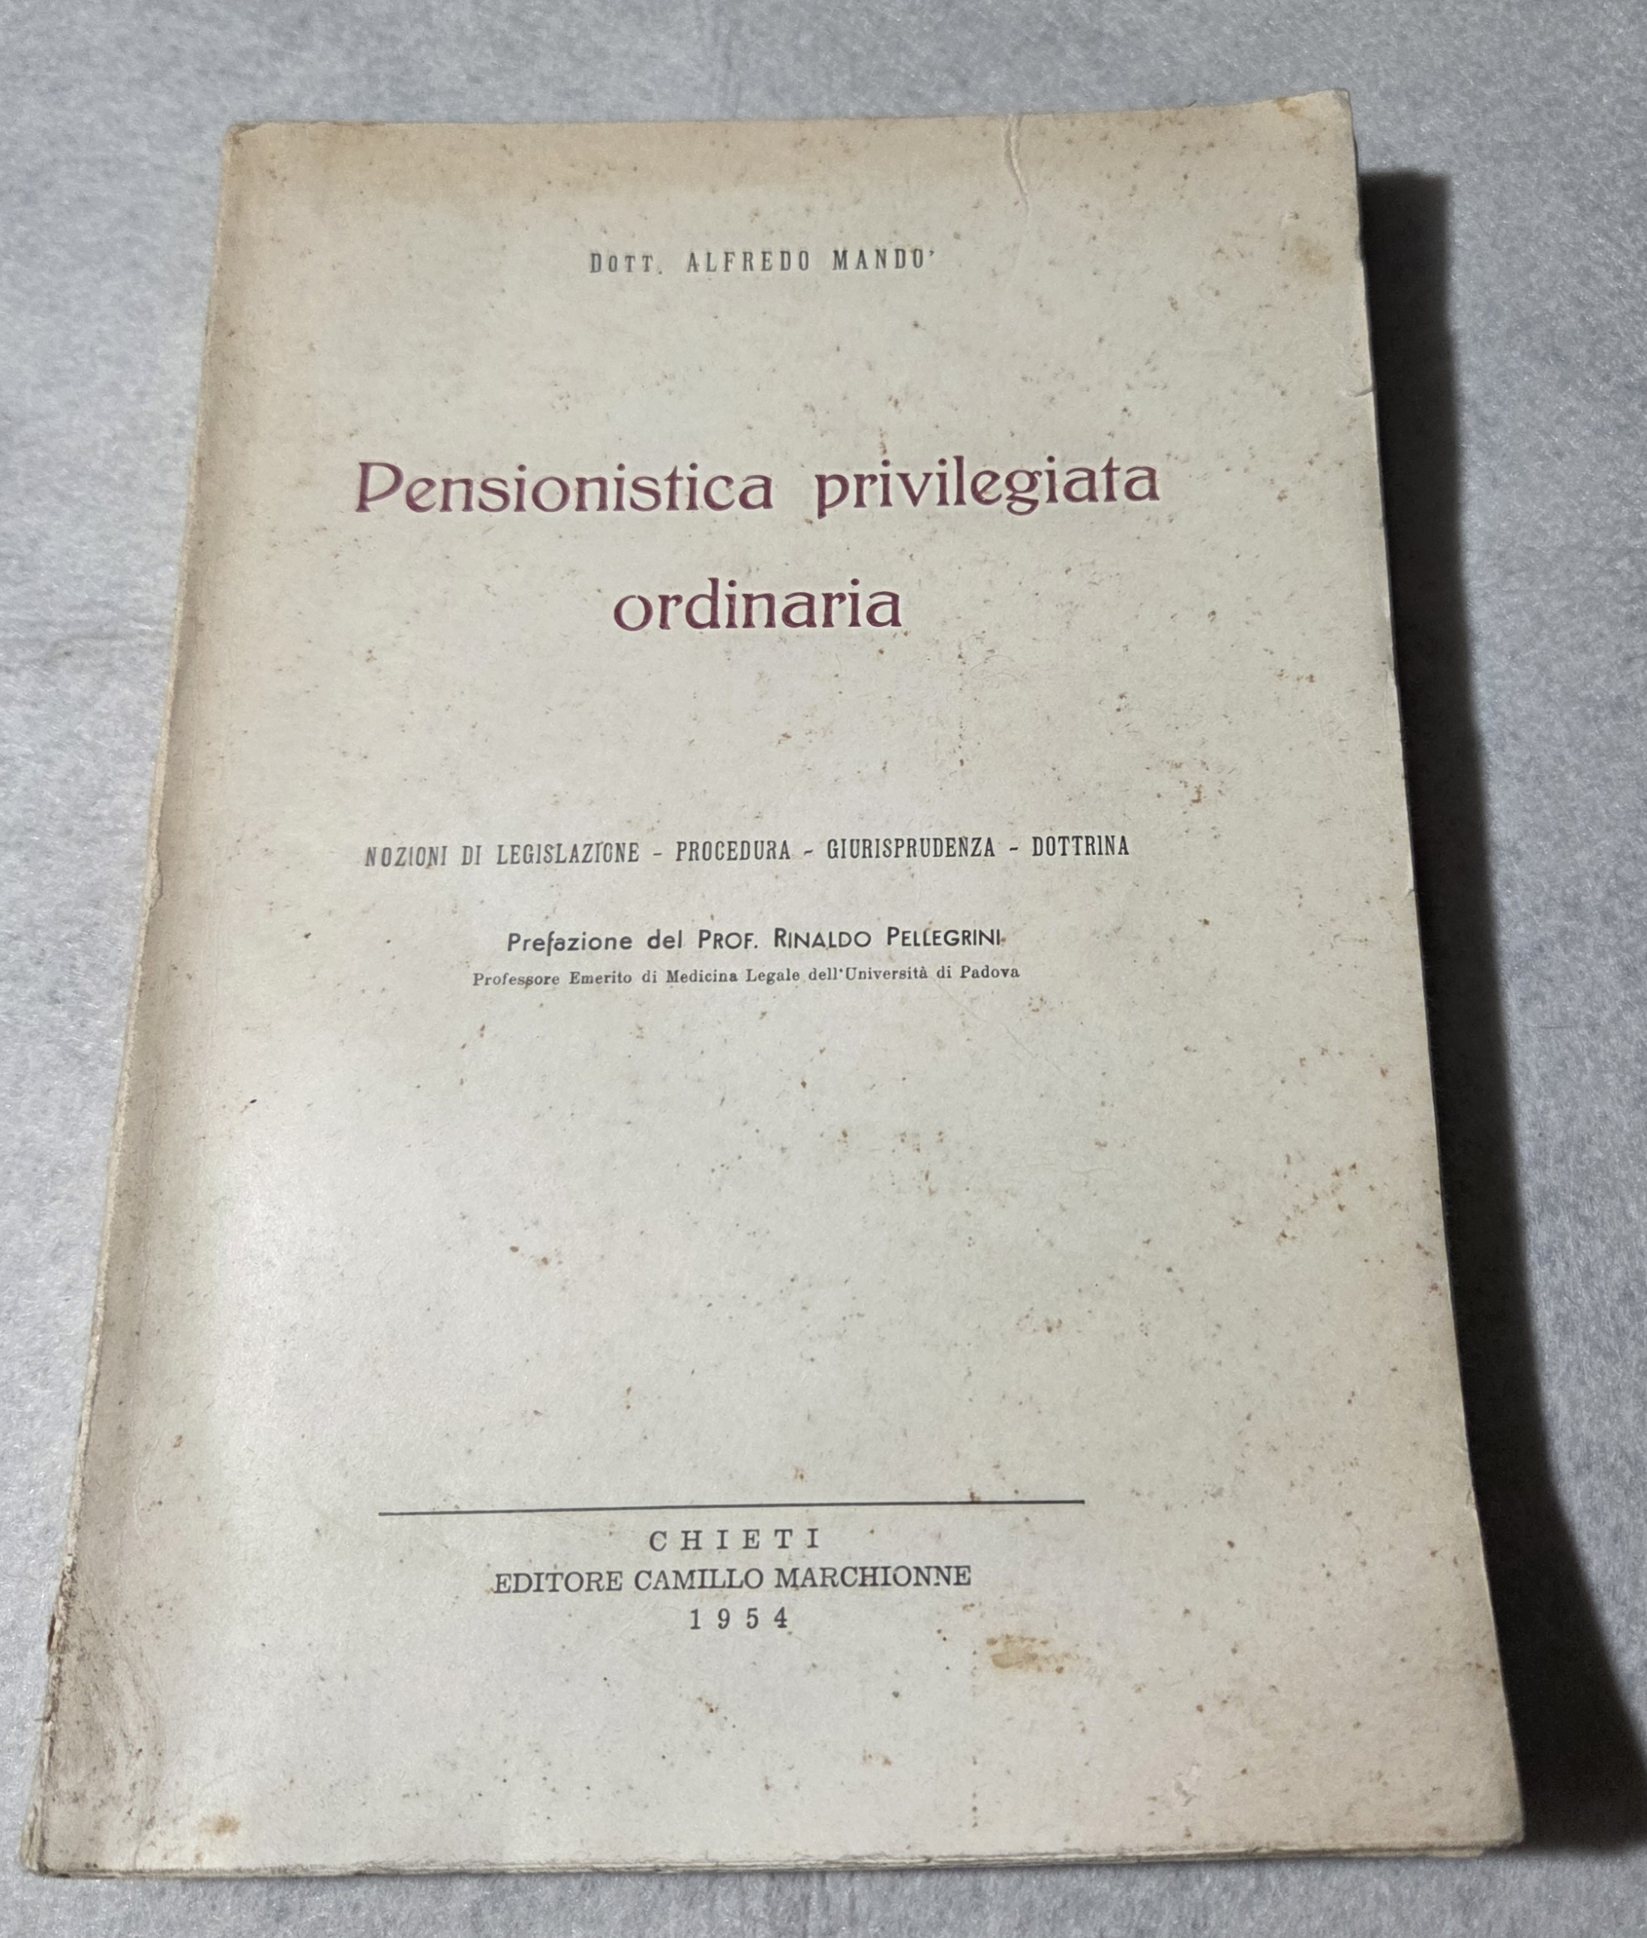 DOTT. ALFREDO MANDO'
Pensionistica privilegiata
ordinaria
NOZIONI DI LEGISLAZIONE - PROCEDURA - GIURISPRUDENZA - DOTTRINA
Prefazione del PROF. RINALDO PELLEGRINI
Professore Emerito di Medicina Legale dell'Università di Padova
CHIETI
EDITORE CAMILLO MARCHIONNE
1954